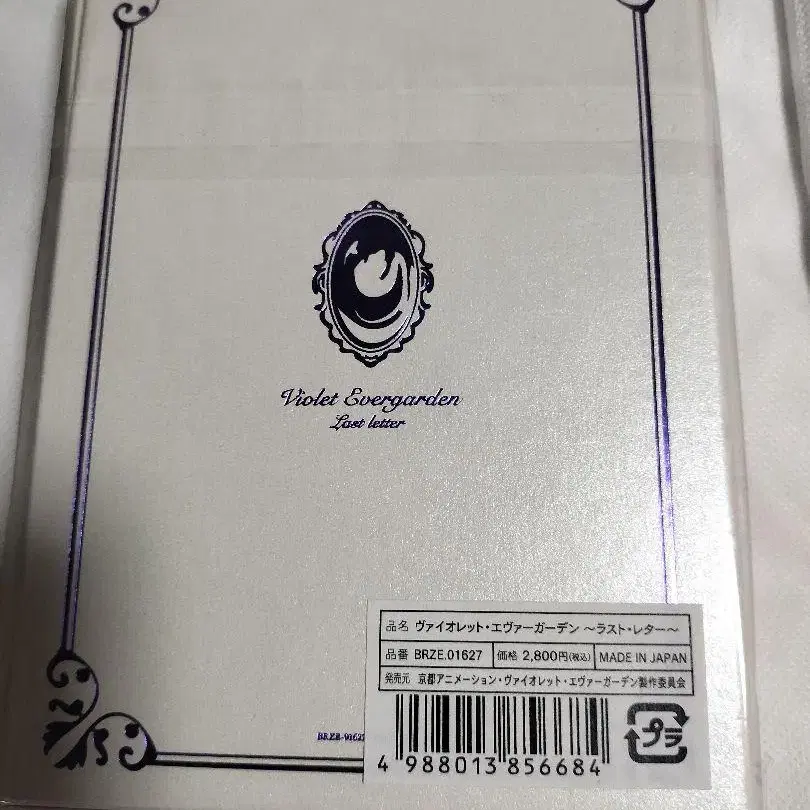 Violet Evergarden
Last letter
品名 ヴァイオレット・エヴァーガーデン ～ラスト・レター～
品番 BRZE.01627 価格 2,800円(税込) MADE IN JAPAN
発売元 京都アニメーション・ヴァイオレット・エヴァーガーデン製作委員会
4 988013 856684
プラ